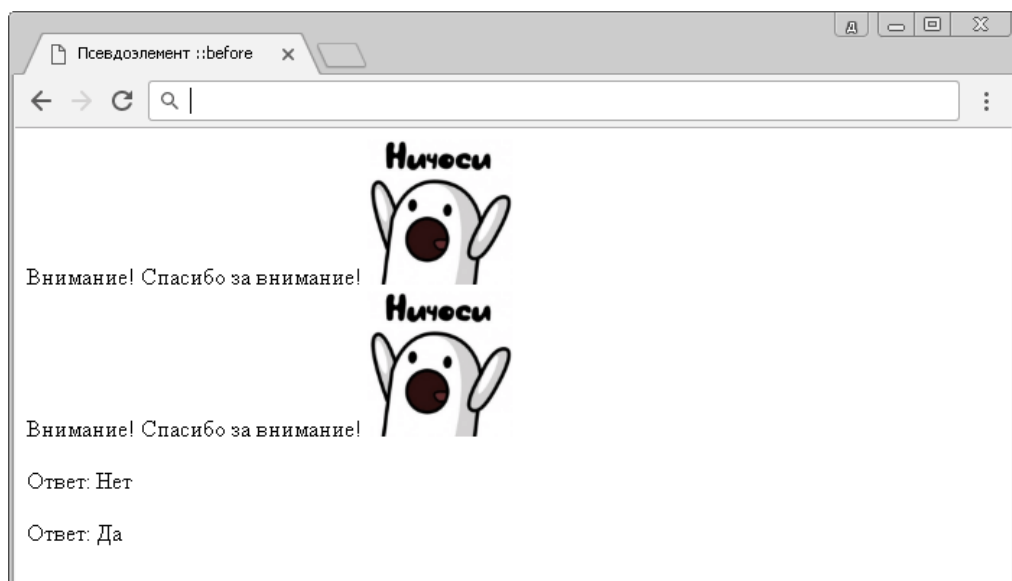 д
Псевдоэлемент ::before
Ничоси
Внимание! Спасибо за внимание!
Ничоси
Внимание! Спасибо за внимание!
Ответ: Нет
Ответ: Да